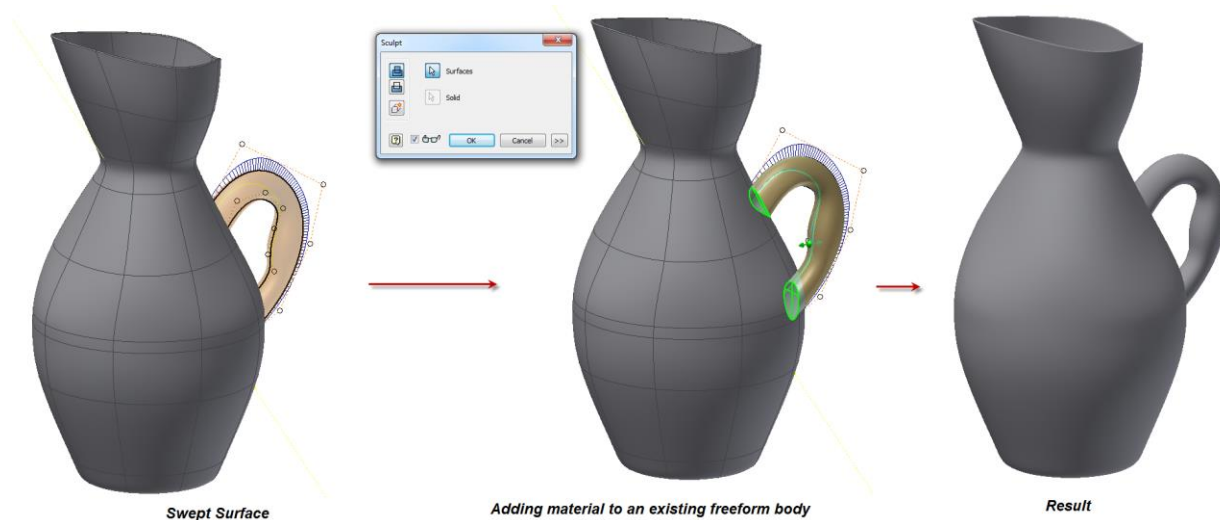 Sculpt
Surfaces
Solid
OK
Cancel
>>
Swept Surface
Adding material to an existing freeform body
Result